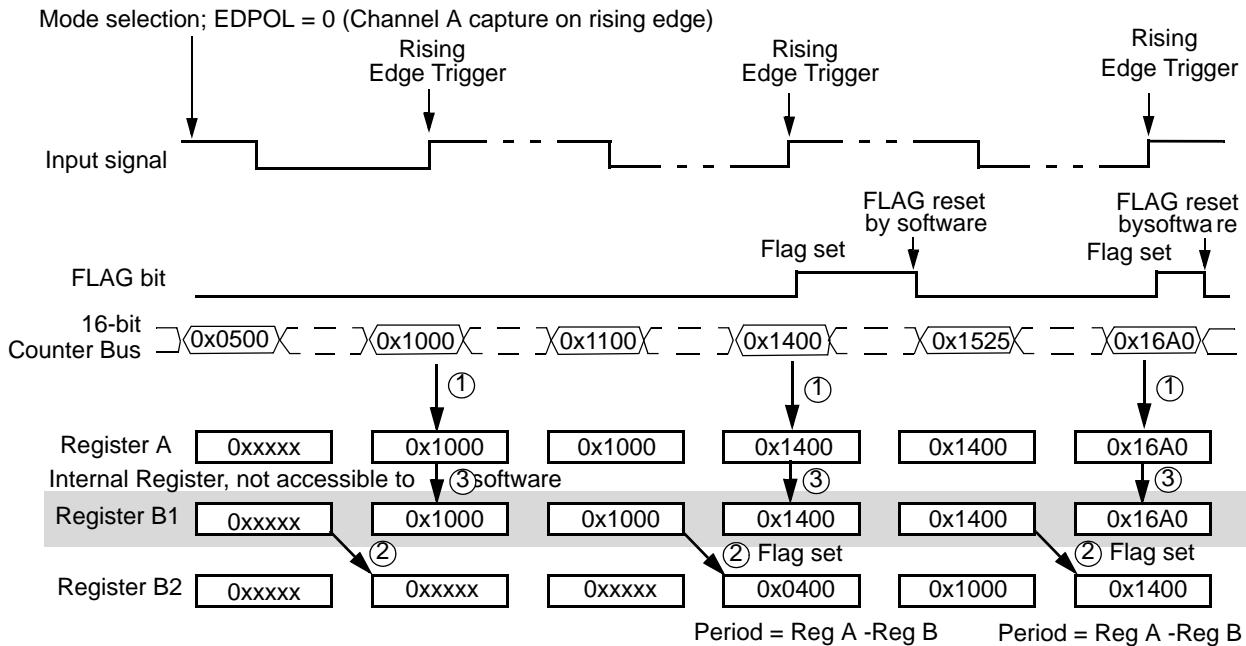 Mode selection; EDPOL = 0 (Channel A capture on rising edge)
Rising
Edge Trigger
Rising
Edge Trigger
Rising
Edge Trigger
Input signal
FLAG reset
by software
FLAG reset
bysoftwa re
Flag set
Flag set
FLAG bit
16-bit
Counter Bus
0x0500 0x1000 0x1100 0x1400 0x1525 0x16A0
1 1 1
Register A 0xxxxx 0x1000 0x1000 0x1400 0x1400 0x16A0
Internal Register, not accessible to 3 software
3 3
Register B1 0xxxxx 0x1000 0x1000 0x1400 0x1400 0x16A0
2 2 Flag set 2 Flag set
Register B2 0xxxxx 0xxxxx 0xxxxx 0x0400 0x1000 0x1400
Period = Reg A -Reg B Period = Reg A -Reg B